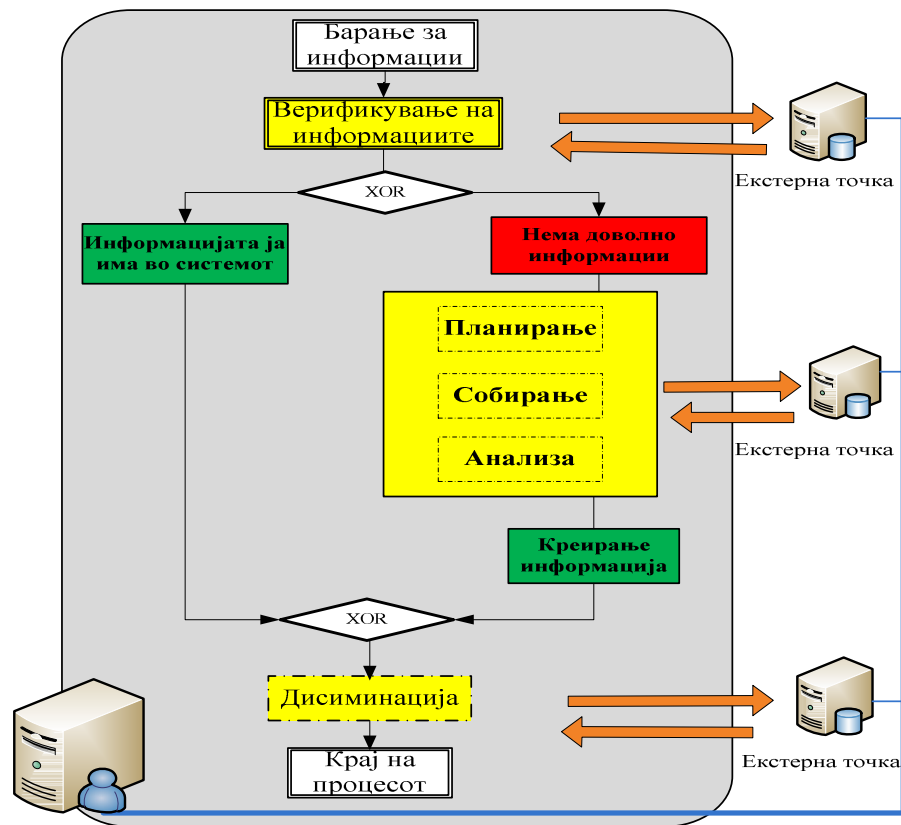 Барање за
информации
Верификување на
информациите
Екстерна точка
XOR
Информацијата ја
има во системот
Нема доволно
информации
Планирање
Собирање
Анализа
Екстерна точка
Креирање
информација
XOR
Дисиминација
Екстерна точка
Крај на
процесот